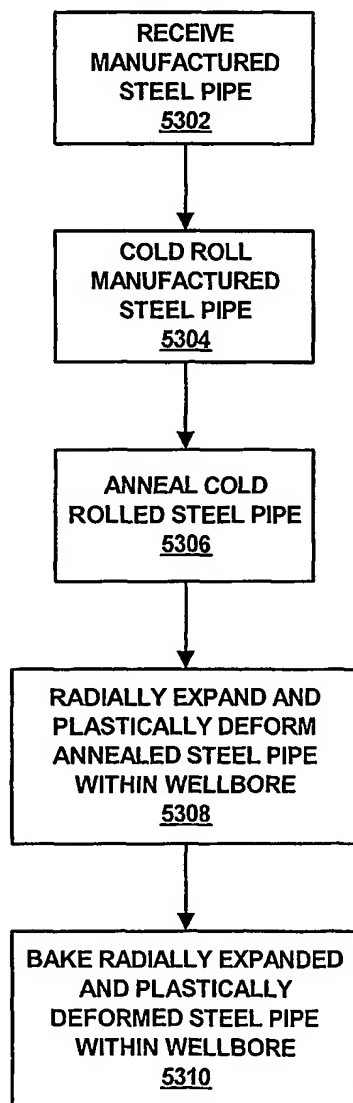 RECEIVE
MANUFACTURED
STEEL PIPE
5302
COLD ROLL
MANUFACTURED
STEEL PIPE
5304
ANNEAL COLD
ROLLED STEEL PIPE
5306
RADIALLY EXPAND AND
PLASTICALLY DEFORM
ANNEALED STEEL PIPE
WITHIN WELLBORE
5308
BAKE RADIALLY EXPANDED
AND PLASTICALLY
DEFORMED STEEL PIPE
WITHIN WELLBORE
5310